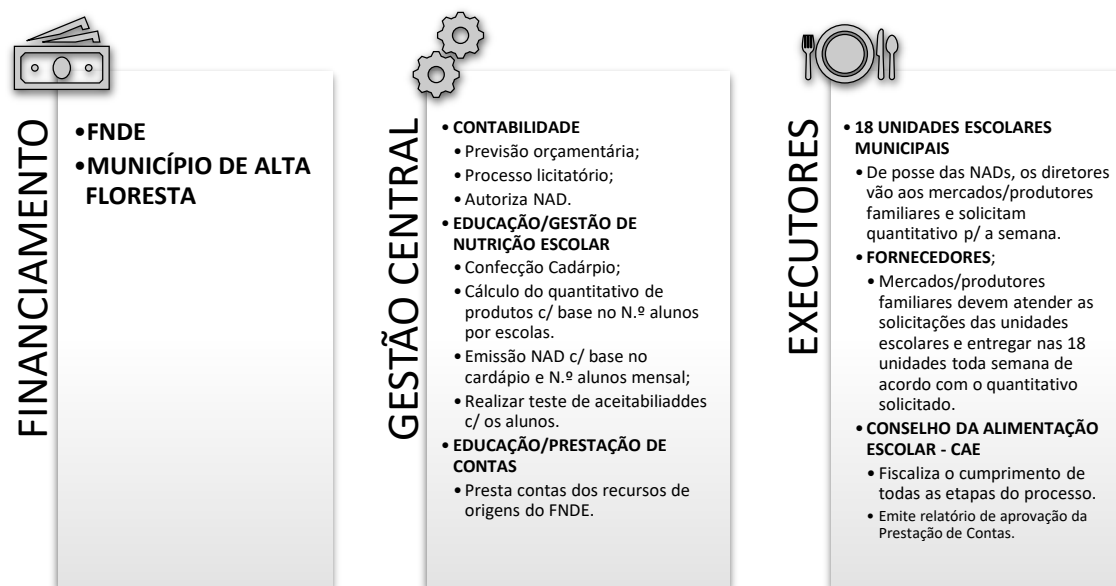 FINANCIAMENTO
•FNDE
•MUNICÍPIO DE ALTA
FLORESTA
GESTÃO CENTRAL
• CONTABILIDADE
• Previsão orçamentária;
• Processo licitatório;
• Autoriza NAD.
• EDUCAÇÃO/GESTÃO DE
NUTRIÇÃO ESCOLAR
• Confecção Cadárpio;
• Cálculo do quantitativo de
produtos c/ base no N.º alunos
por escolas.
• Emissão NAD c/ base no
cardápio e N.º alunos mensal;
• Realizar teste de aceitabiliaddes
c/ os alunos.
• EDUCAÇÃO/PRESTAÇÃO DE
CONTAS
• Presta contas dos recursos de
origens do FNDE.
EXECUTORES
• 18 UNIDADES ESCOLARES
MUNICIPAIS
• De posse das NADs, os diretores
vão aos mercados/produtores
familiares e solicitam
quantitativo p/ a semana.
• FORNECEDORES;
• Mercados/produtores
familiares devem atender as
solicitações das unidades
escolares e entregar nas 18
unidades toda semana de
acordo com o quantitativo
solicitado.
• CONSELHO DA ALIMENTAÇÃO
ESCOLAR - CAE
• Fiscaliza o cumprimento de
todas as etapas do processo.
• Emite relatório de aprovação da
Prestação de Contas.